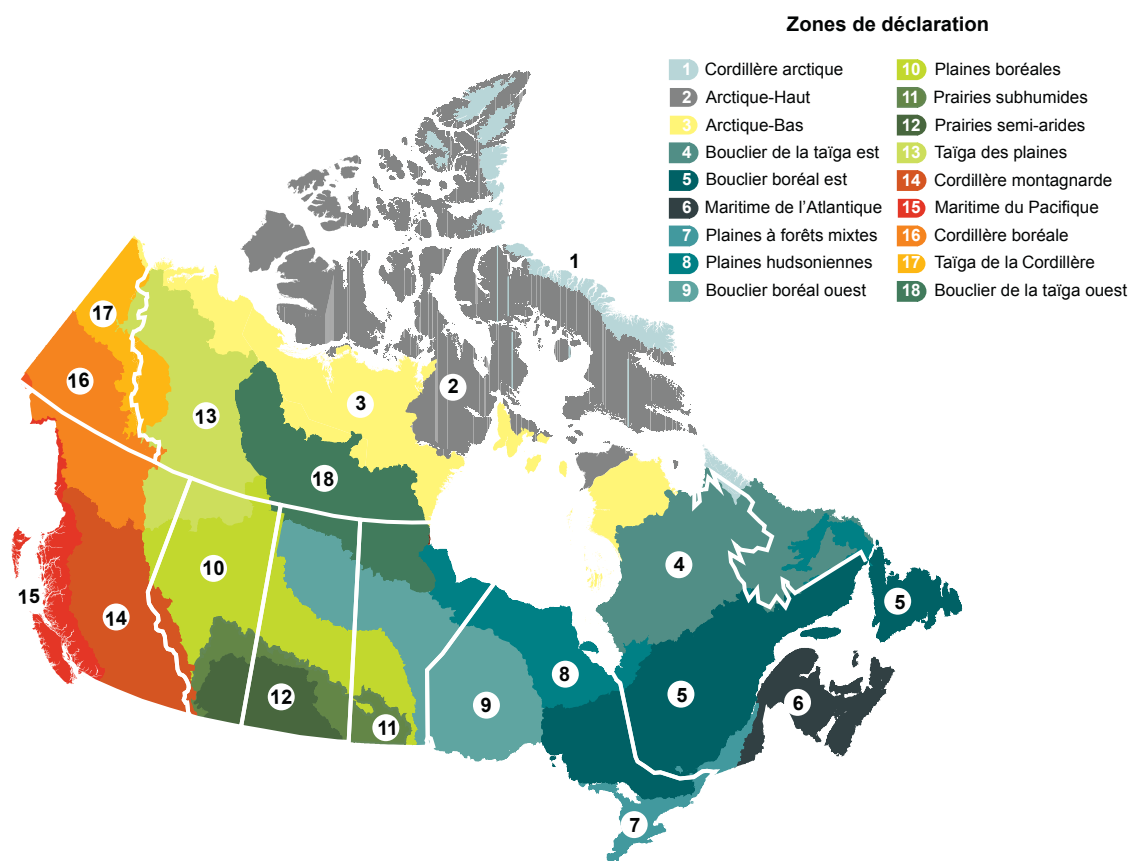 Zones de déclaration
1 Cordillère arctique
2 Arctique-Haut
3 Arctique-Bas
4 Bouclier de la taïga est
5 Bouclier boréal est
6 Maritime de l'Atlantique
7 Plaines à forêts mixtes
8 Plaines hudsoniennes
9 Bouclier boréal ouest
10 Plaines boréales
11 Prairies subhumides
12 Prairies semi-arides
13 Taïga des plaines
14 Cordillère montagnarde
15 Maritime du Pacifique
16 Cordillère boréale
17 Taïga de la Cordillère
18 Bouclier de la taïga ouest
1
17
16
2
3
13
18
10
4
15
14
5
12
11
9
8
5
6
7